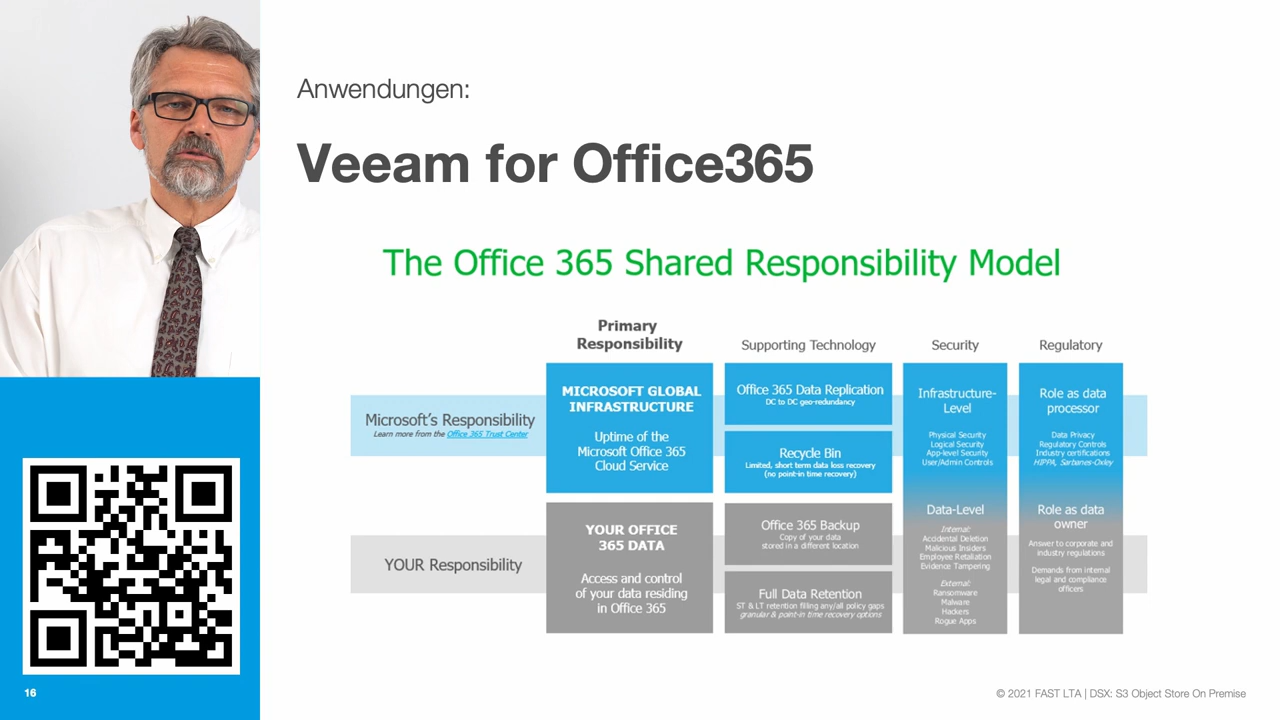 Anwendungen:
Veeam for Office365
The Office 365 Shared Responsibility Model
Primary
Responsibility
Supporting Technology
Security
Regulatory
Microsoft's Responsibility
Learn more from the Office 365 Trust Center
MICROSOFT GLOBAL
INFRASTRUCTURE
Uptime of the
Microsoft Office 365
Cloud Service
Office 365 Data Replication
DC to DC geo-redundancy
Recycle Bin
Limited, short term data loss recovery
(no point-in time recovery)
Infrastructure-
Level
Physical Security
Logical Security
App-level Security
User/Admin Controls
Role as data
processor
Data Privacy
Regulatory Controls
Industry certifications
HIPPA, Sarbanes-Oxley
YOUR Responsibility
YOUR OFFICE
365 DATA
Access and control
of your data residing
in Office 365
Office 365 Backup
Copy of your data
stored in a different location
Full Data Retention
ST & LT retention filling any/all policy gaps
granular & point-in time recovery options
Data-Level
Internal:
Accidental Deletion
Malicious Insiders
Employee Retaliation
Evidence Tampering
External:
Ransomware
Malware
Hackers
Rogue Apps
Role as data
owner
Answer to corporate and
industry regulations
Demands from internal
legal and compliance
officers
16
© 2021 FAST LTA | DSX: S3 Object Store On Premise